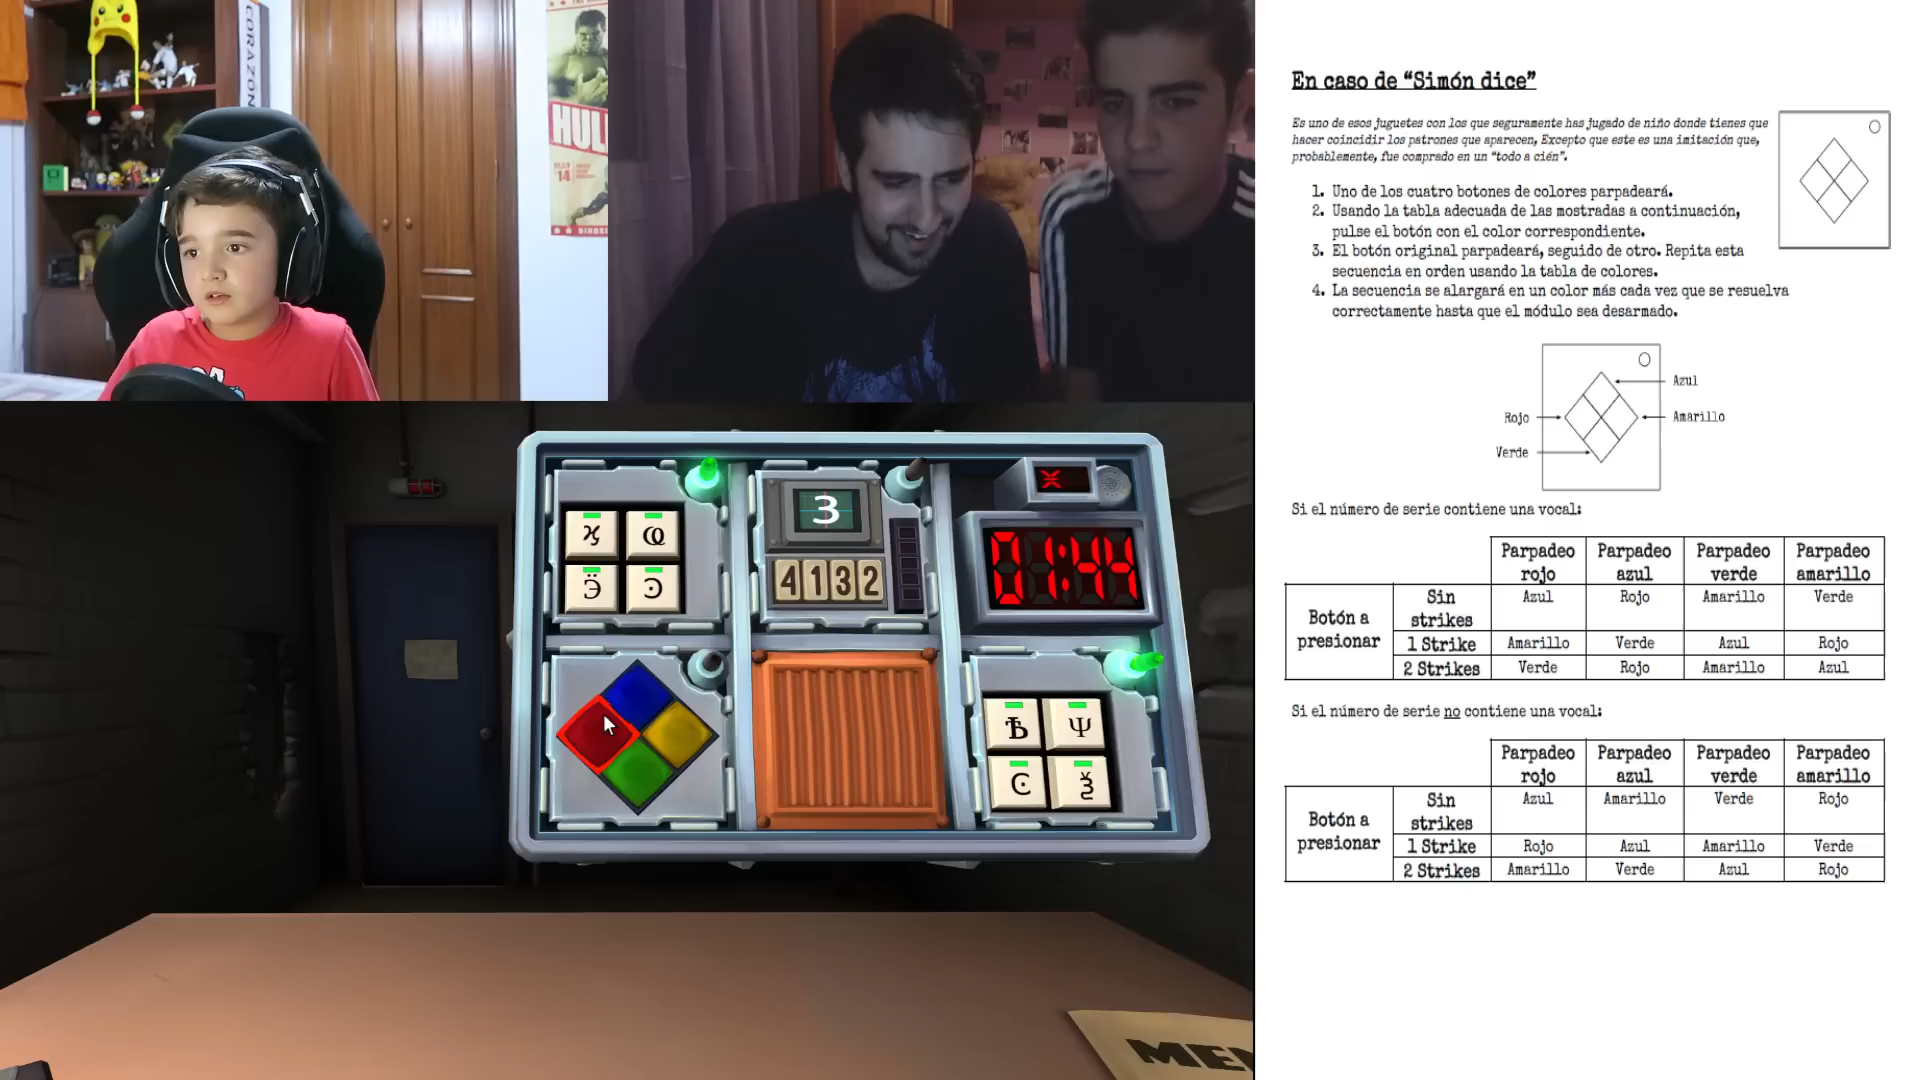 CORAZON
HULK
'14
3
4132
01:44
X
Ѣ Ψ
ϗ
MEM
En caso de “Simón dice”
Es uno de esos juguetes con los que seguramente has jugado de niño donde tienes que
hacer coincidir los patrones que aparecen, Excepto que este es una imitación que,
probablemente, fue comprado en un “todo a cién”.
1. Uno de los cuatro botones de colores parpadeará.
2. Usando la tabla adecuada de las mostradas a continuación,
pulse el botón con el color correspondiente.
3. El botón original parpadeará, seguido de otro. Repita esta
secuencia en orden usando la tabla de colores.
4. La secuencia se alargará en un color más cada vez que se resuelva
correctamente hasta que el módulo sea desarmado.
Azul
Rojo
Amarillo
Verde
Si el número de serie contiene una vocal:
Parpadeo rojo Parpadeo azul Parpadeo verde Parpadeo amarillo
Botón a presionar
Sin strikes Azul Rojo Amarillo Verde
1 Strike Amarillo Verde Azul Rojo
2 Strikes Verde Rojo Amarillo Azul
Si el número de serie no contiene una vocal:
Parpadeo rojo Parpadeo azul Parpadeo verde Parpadeo amarillo
Botón a presionar
Sin strikes Azul Amarillo Verde Rojo
1 Strike Rojo Azul Amarillo Verde
2 Strikes Amarillo Verde Azul Rojo